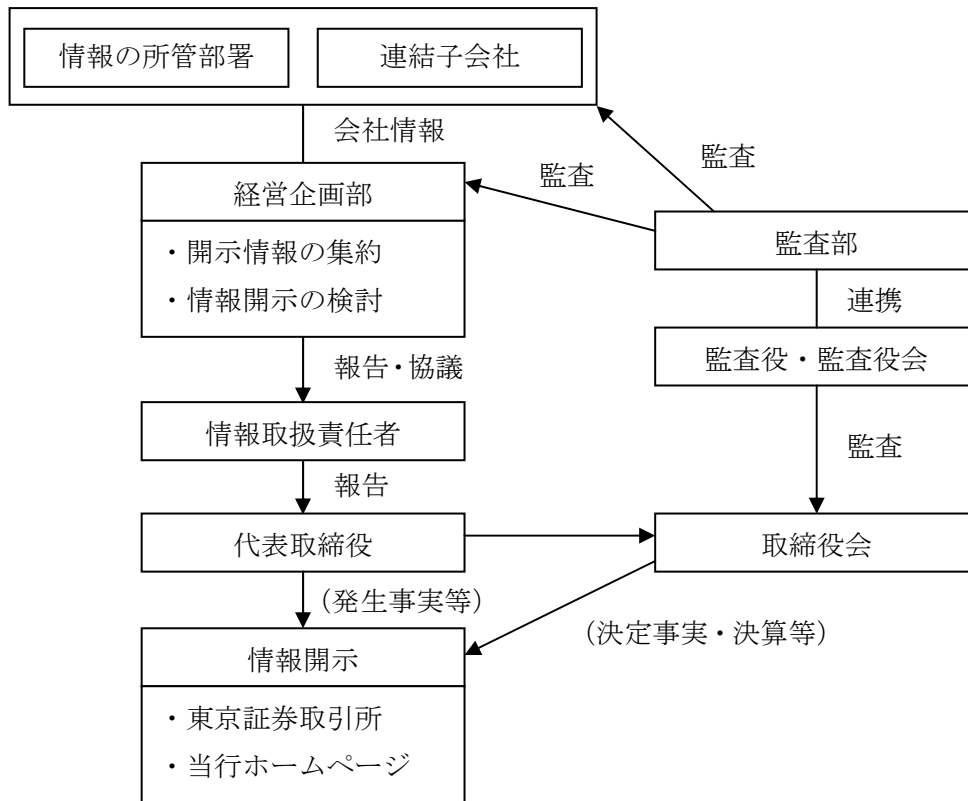 情報の所管部署
連結子会社
会社情報
監査
監査
経営企画部
・開示情報の集約
・情報開示の検討
監査部
連携
監査役・監査役会
報告・協議
情報取扱責任者
監査
報告
代表取締役
取締役会
（発生事実等）
（決定事実・決算等）
情報開示
・東京証券取引所
・当行ホームページ